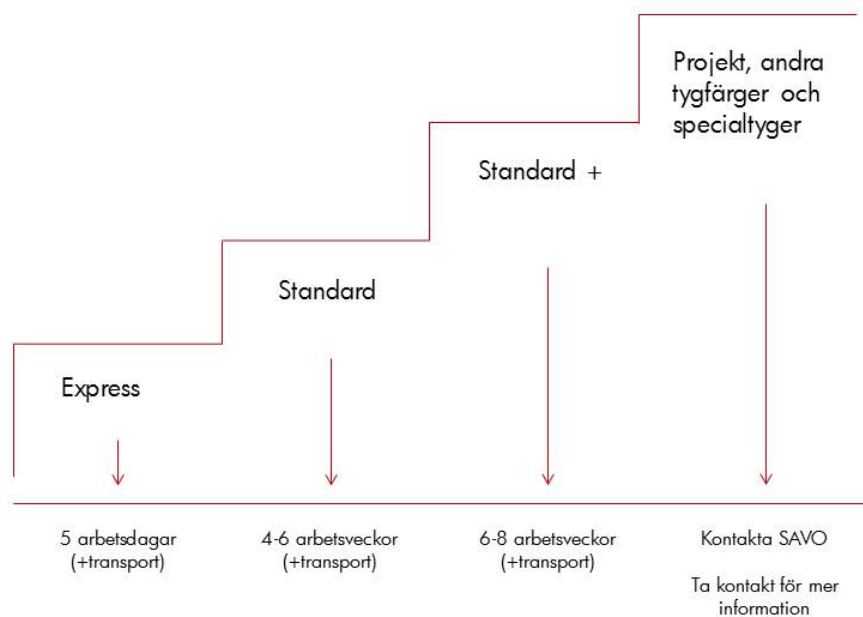 Projekt, andra
tygfärger och
specialtyger
Standard +
Standard
Express
5 arbetsdagar
(+transport)
4-6 arbetsveckor
(+transport)
6-8 arbetsveckor
(+transport)
Kontakta SAVO
Ta kontakt för mer
information